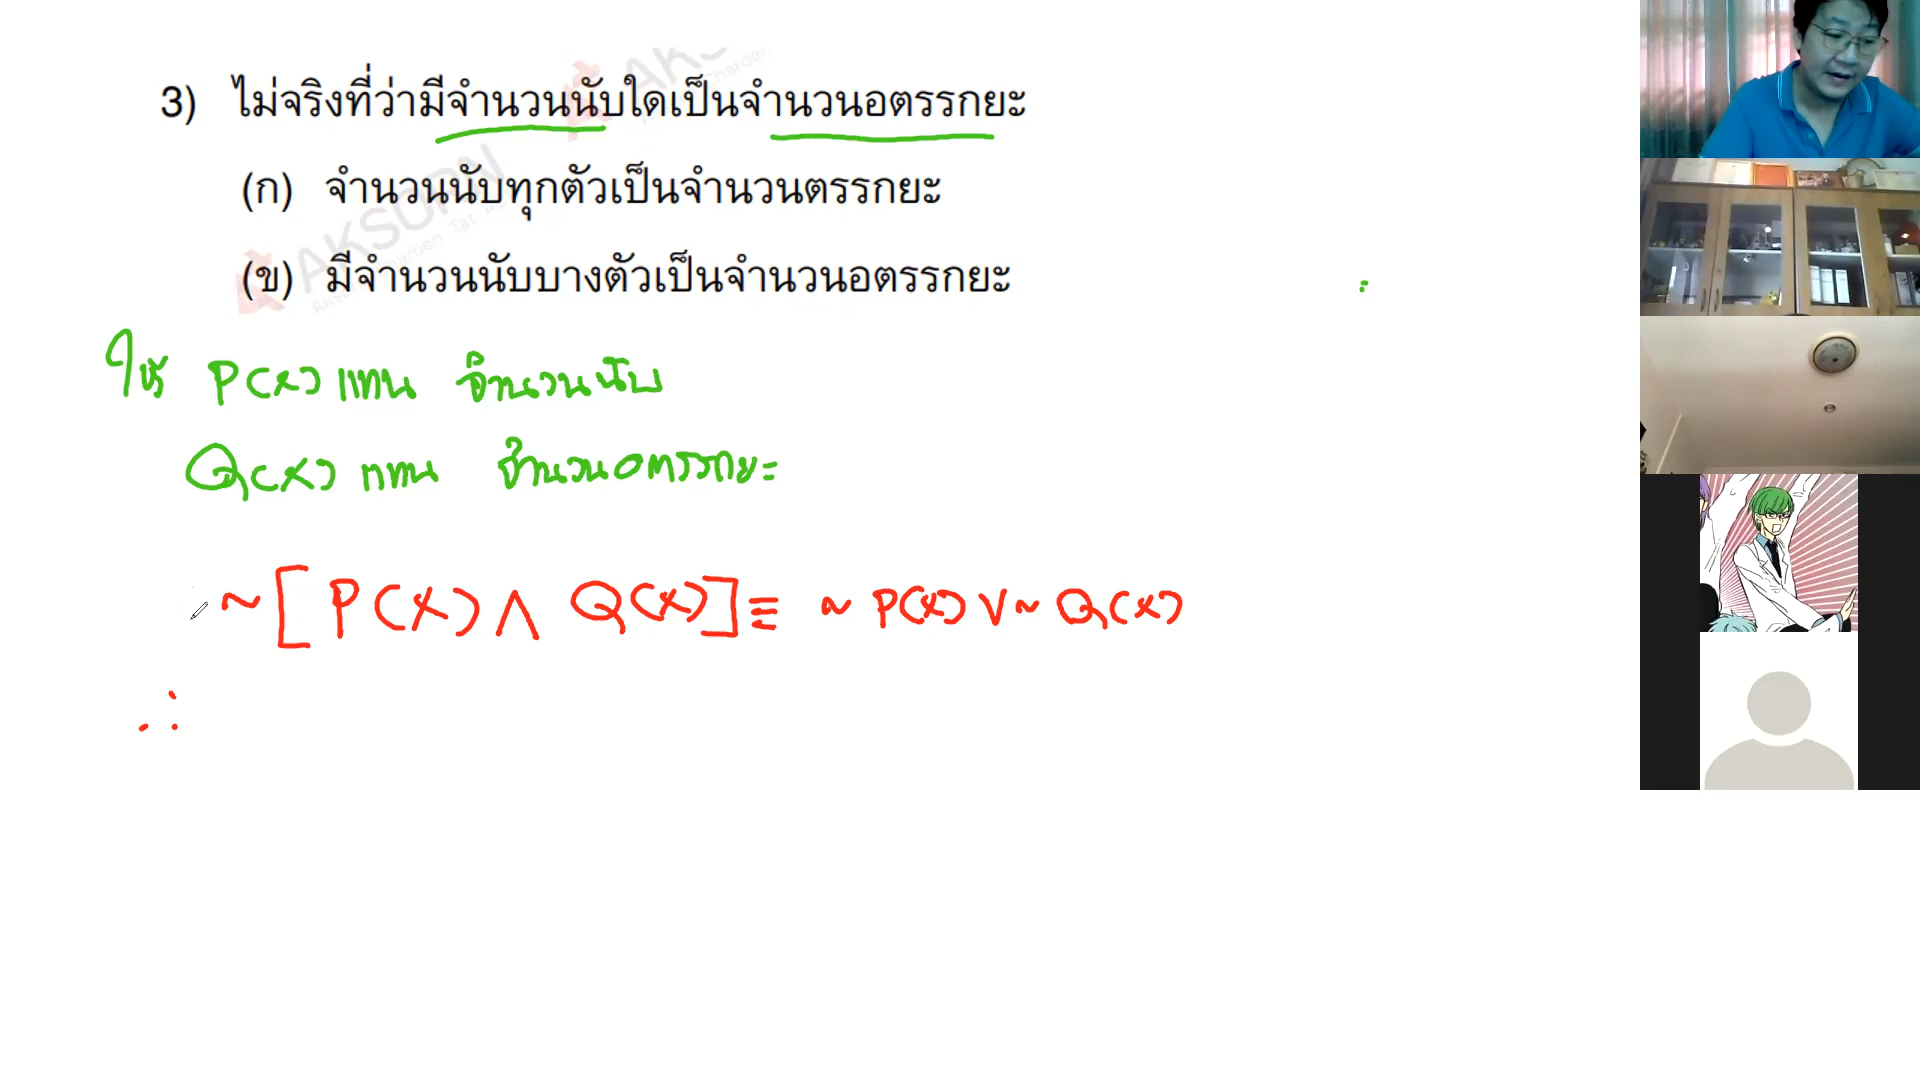 3) ไม่จริงที่ว่ามีจำนวนนับใดเป็นจำนวนอตรรกยะ
(ก) จำนวนนับทุกตัวเป็นจำนวนตรรกยะ
(ข) มีจำนวนนับบางตัวเป็นจำนวนอตรรกยะ
ให้ P(x) แทน จำนวนนับ
Q(x) แทน จำนวนอตรรกยะ
~[P(x) ∧ Q(x)] ≡ ~P(x) ∨ ~Q(x)
∴
AKSORN